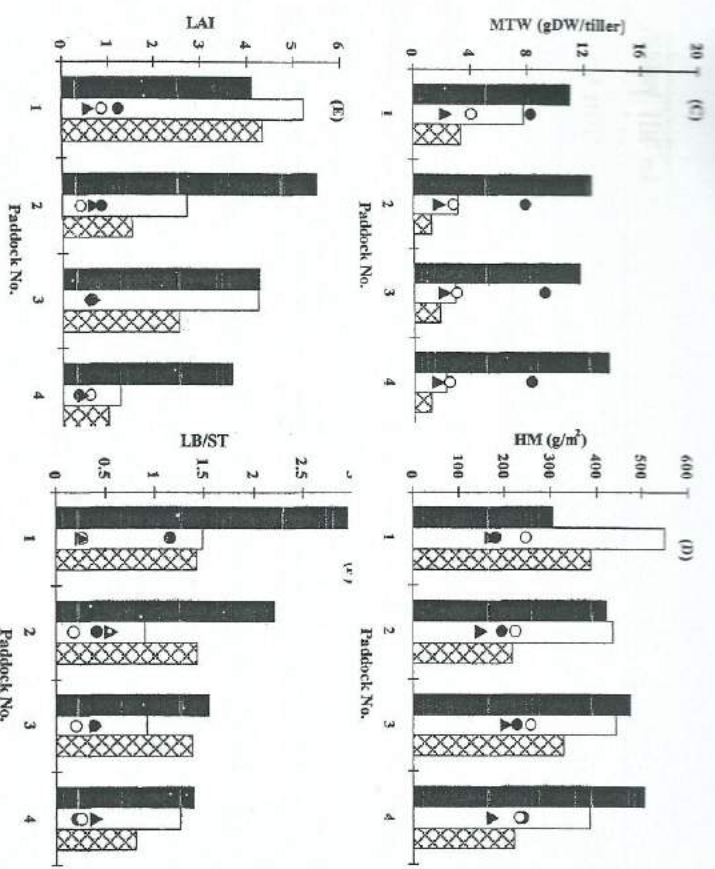 (C)
MTW (gDW/tiller)
0 4 8 12 16 20
1 2 3 4
Paddock No.
(D)
HM (g/m²)
0 100 200 300 400 500 600
1 2 3 4
Paddock No.
(E)
LAI
0 1 2 3 4 5 6
1 2 3 4
Paddock No.
LB/ST
0 0.5 1 1.5 2 2.5
1 2 3 4
Paddock No.